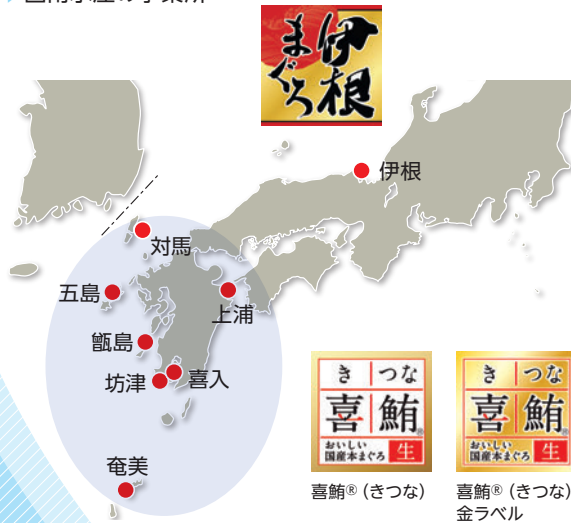 伊根
まぐろ
伊根
対馬
五島
上浦
甑島
坊津
喜入
奄美
き つな
喜 鮪®
おいしい
国産本まぐろ 生
き つな
喜 鮪®
おいしい
国産本まぐろ 生
喜鮪® (きつな)
喜鮪® (きつな)
金ラベル